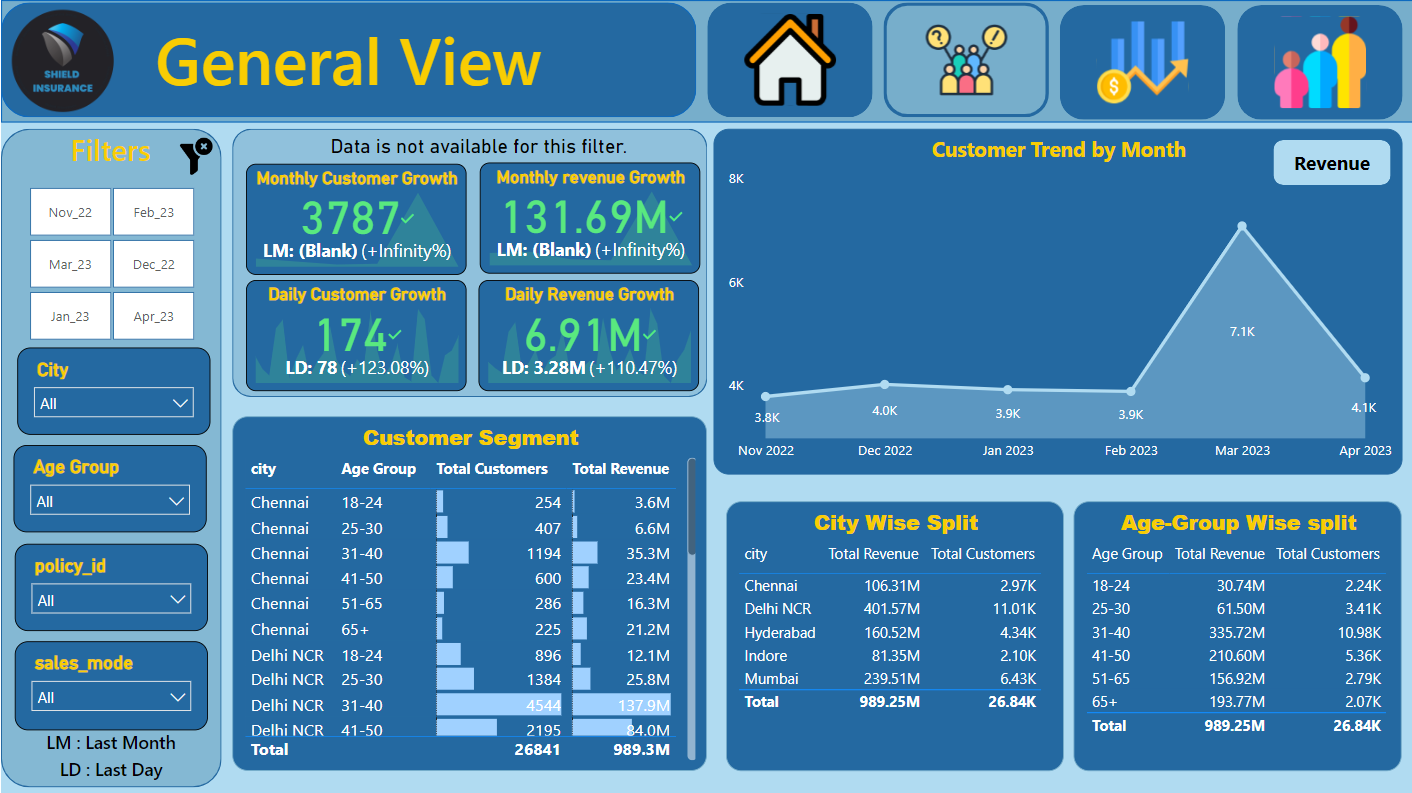 SHIELD
INSURANCE
General View
? !
$
Filters
Nov_22 Feb_23
Mar_23 Dec_22
Jan_23 Apr_23
City
All
Age Group
All
policy_id
All
sales_mode
All
LM : Last Month
LD : Last Day
Data is not available for this filter.
Monthly Customer Growth
3787
LM: (Blank) (+Infinity%)
Monthly revenue Growth
131.69M
LM: (Blank) (+Infinity%)
Daily Customer Growth
174
LD: 78 (+123.08%)
Daily Revenue Growth
6.91M
LD: 3.28M (+110.47%)
Customer Trend by Month
Revenue
8K
6K
4K
3.8K 4.0K 3.9K 3.9K 7.1K 4.1K
Nov 2022 Dec 2022 Jan 2023 Feb 2023 Mar 2023 Apr 2023
Customer Segment
city Age Group Total Customers Total Revenue
Chennai 18-24 254 3.6M
Chennai 25-30 407 6.6M
Chennai 31-40 1194 35.3M
Chennai 41-50 600 23.4M
Chennai 51-65 286 16.3M
Chennai 65+ 225 21.2M
Delhi NCR 18-24 896 12.1M
Delhi NCR 25-30 1384 25.8M
Delhi NCR 31-40 4544 137.9M
Delhi NCR 41-50 2195 84.0M
Total 26841 989.3M
City Wise Split
city Total Revenue Total Customers
Chennai 106.31M 2.97K
Delhi NCR 401.57M 11.01K
Hyderabad 160.52M 4.34K
Indore 81.35M 2.10K
Mumbai 239.51M 6.43K
Total 989.25M 26.84K
Age-Group Wise split
Age Group Total Revenue Total Customers
18-24 30.74M 2.24K
25-30 61.50M 3.41K
31-40 335.72M 10.98K
41-50 210.60M 5.36K
51-65 156.92M 2.79K
65+ 193.77M 2.07K
Total 989.25M 26.84K